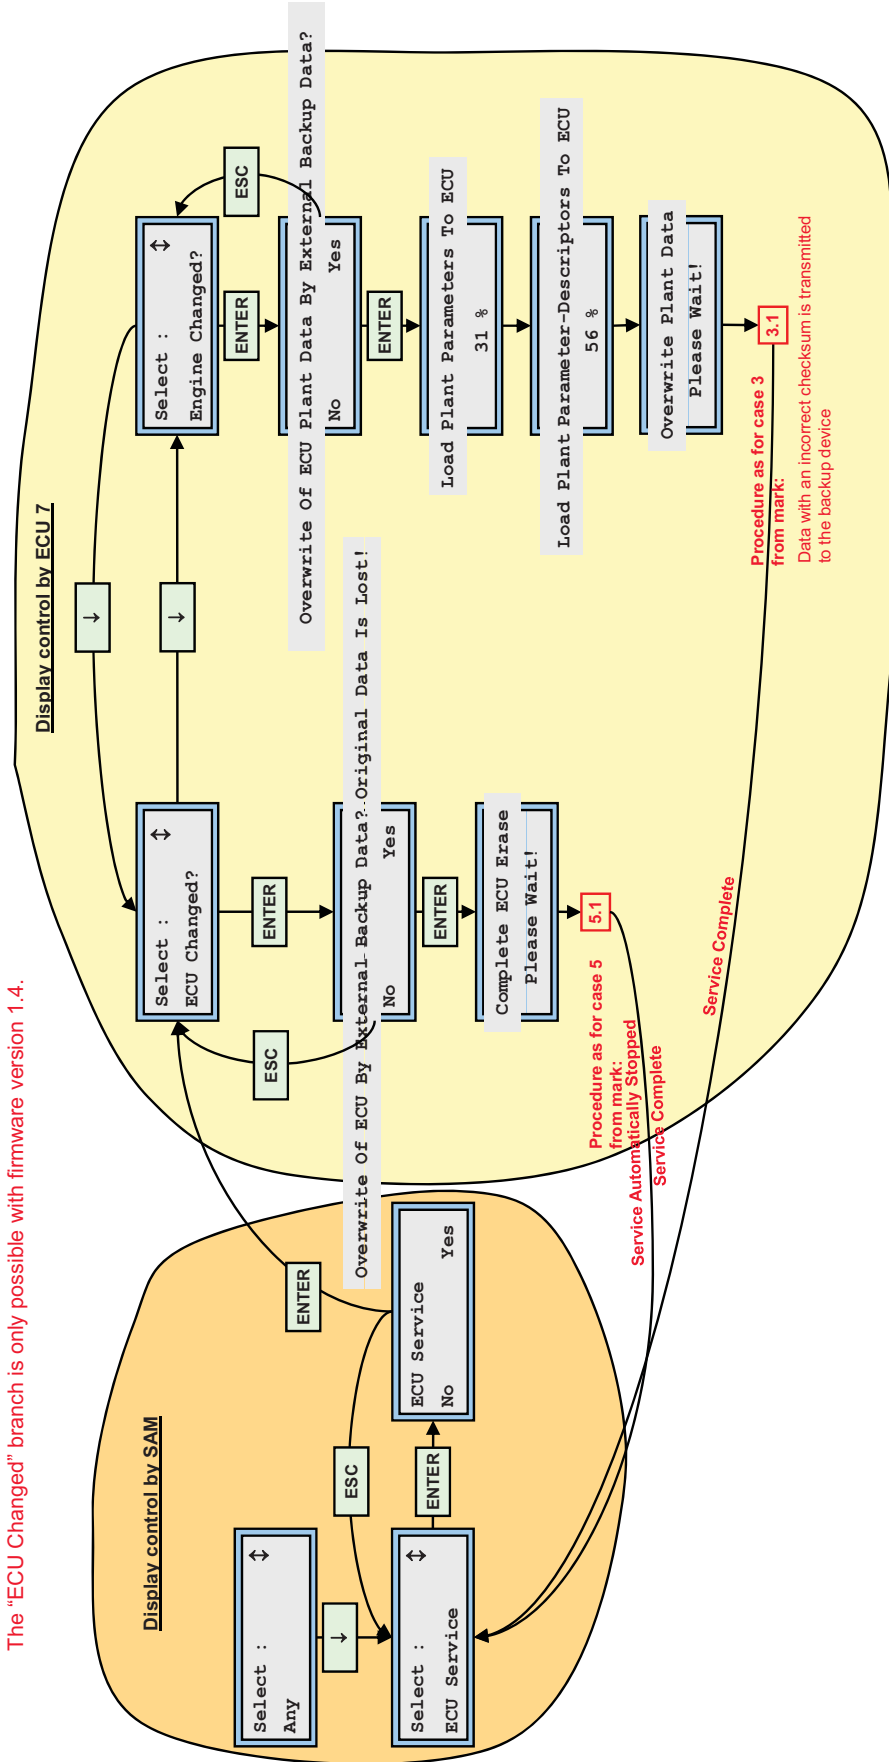 The “ECU Changed” branch is only possible with firmware version 1.4.
Display control by SAM
Select :
Any
↕
↓
Select :
ECU Service
↕
ENTER
ESC
ECU Service
No Yes
ENTER
Display control by ECU 7
Select :
ECU Changed?
↕
↓
↓
ESC
ENTER
Overwrite Of ECU By External Backup Data? Original Data Is Lost!
No Yes
ENTER
Complete ECU Erase
Please Wait!
5.1
Procedure as for case 5
from mark:
Service Automatically Stopped
Service Complete
Select :
Engine Changed?
↕
ESC
ENTER
Overwrite Of ECU Plant Data By External Backup Data?
No Yes
ENTER
Load Plant Parameters To ECU
31 %
Load Plant Parameter-Descriptors To ECU
56 %
Overwrite Plant Data
Please Wait!
3.1
Procedure as for case 3
from mark:
Data with an incorrect checksum is transmitted
to the backup device
Service Complete